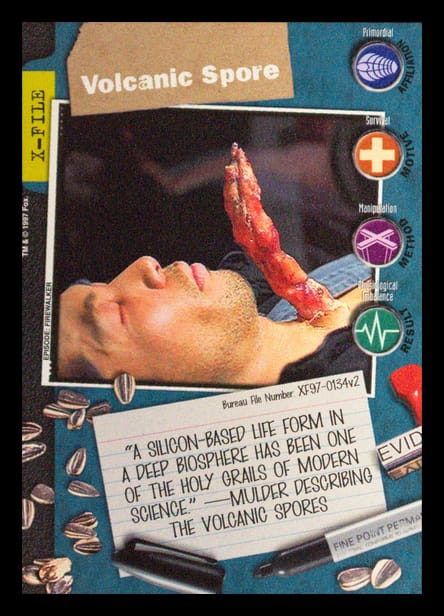 Volcanic Spore
X-FILE
TM & © 1997 Fox.
EPISODE: FIREWALKER
Primordial
AFFILIATION
Survival
MOTIVE
Manipulation
METHOD
Physiological
Imbalance
RESULT
Bureau File Number: XF97-0134v2
"A SILICON-BASED LIFE FORM IN
A DEEP BIOSPHERE HAS BEEN ONE
OF THE HOLY GRAILS OF MODERN
SCIENCE." —MULDER DESCRIBING
THE VOLCANIC SPORES
EVID
FINE POINT PERMA